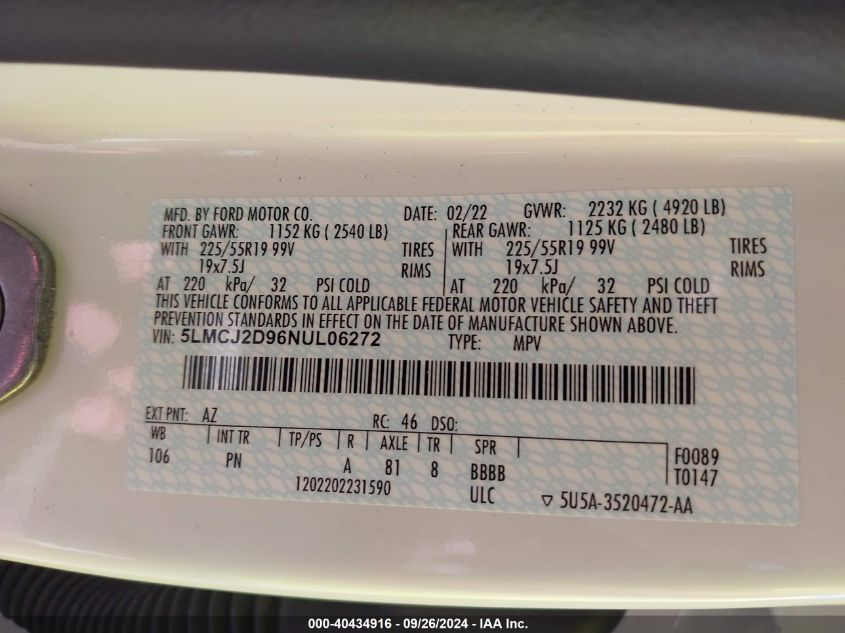 MFD. BY FORD MOTOR CO. DATE: 02/22 GVWR: 2232 KG ( 4920 LB)
FRONT GAWR: 1152 KG ( 2540 LB) REAR GAWR: 1125 KG ( 2480 LB)
WITH 225/55R19 99V TIRES WITH 225/55R19 99V TIRES
19x7.5J RIMS 19x7.5J RIMS
AT 220 kPa/ 32 PSI COLD AT 220 kPa/ 32 PSI COLD
THIS VEHICLE CONFORMS TO ALL APPLICABLE FEDERAL MOTOR VEHICLE SAFETY AND THEFT
PREVENTION STANDARDS IN EFFECT ON THE DATE OF MANUFACTURE SHOWN ABOVE.
VIN: 5LMCJ2D96NUL06272 TYPE: MPV
EXT PNT: AZ RC: 46 DSO:
WB INT TR TP/PS R AXLE TR SPR F0089
106 PN A 81 8 BBBB T0147
1202202231590 ULC ▽ 5U5A-3520472-AA
000-40434916 - 09/26/2024 - IAA Inc.